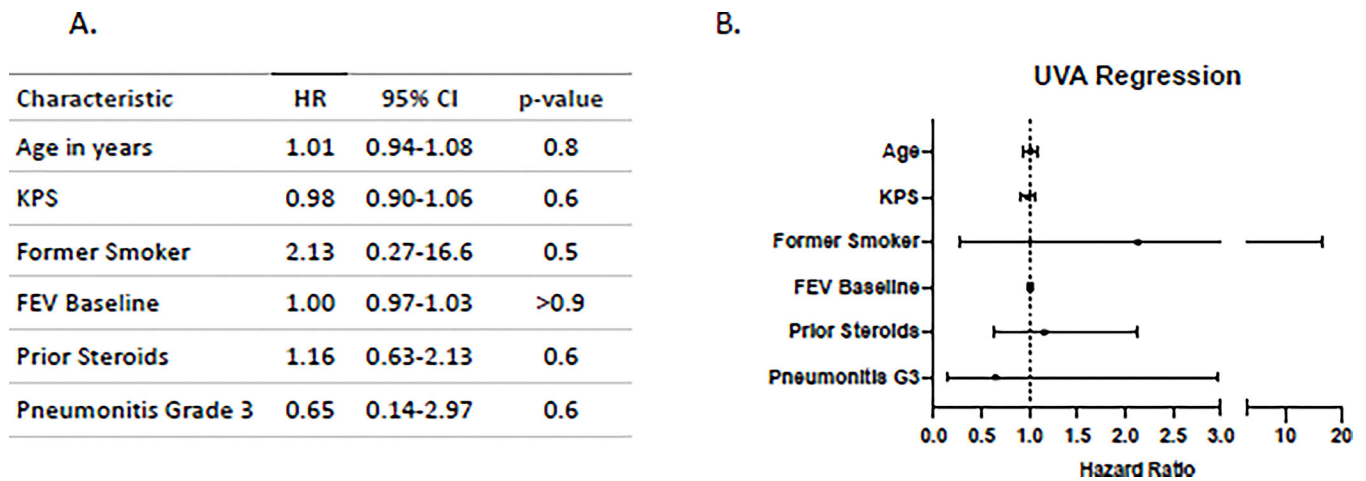 A.
Characteristic HR 95% CI p-value
Age in years 1.01 0.94-1.08 0.8
KPS 0.98 0.90-1.06 0.6
Former Smoker 2.13 0.27-16.6 0.5
FEV Baseline 1.00 0.97-1.03 >0.9
Prior Steroids 1.16 0.63-2.13 0.6
Pneumonitis Grade 3 0.65 0.14-2.97 0.6
B.
UVA Regression
Age
KPS
Former Smoker
FEV Baseline
Prior Steroids
Pneumonitis G3
0.0 0.5 1.0 1.5 2.0 2.5 3.0 10 20
Hazard Ratio